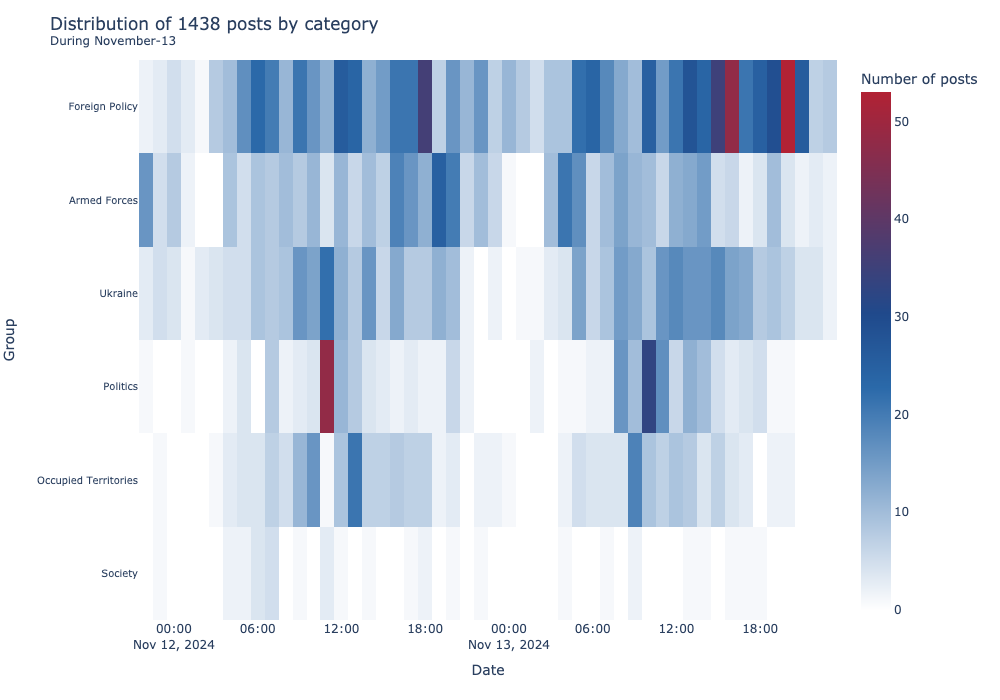 Distribution of 1438 posts by category
During November-13
Number of posts
Foreign Policy
Armed Forces
Ukraine
Politics
Occupied Territories
Society
Group
50
40
30
20
10
0
00:00
Nov 12, 2024
06:00
12:00
18:00
00:00
Nov 13, 2024
06:00
12:00
18:00
Date